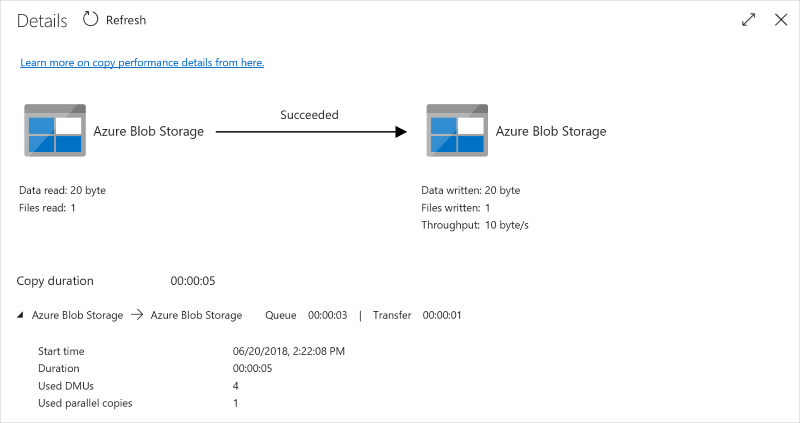 Details Refresh
Learn more on copy performance details from here.
Succeeded
Azure Blob Storage Azure Blob Storage
Data read: 20 byte Data written: 20 byte
Files read: 1 Files written: 1
Throughput: 10 byte/s
Copy duration 00:00:05
Azure Blob Storage → Azure Blob Storage Queue 00:00:03 | Transfer 00:00:01
Start time 06/20/2018, 2:22:08 PM
Duration 00:00:05
Used DMUs 4
Used parallel copies 1